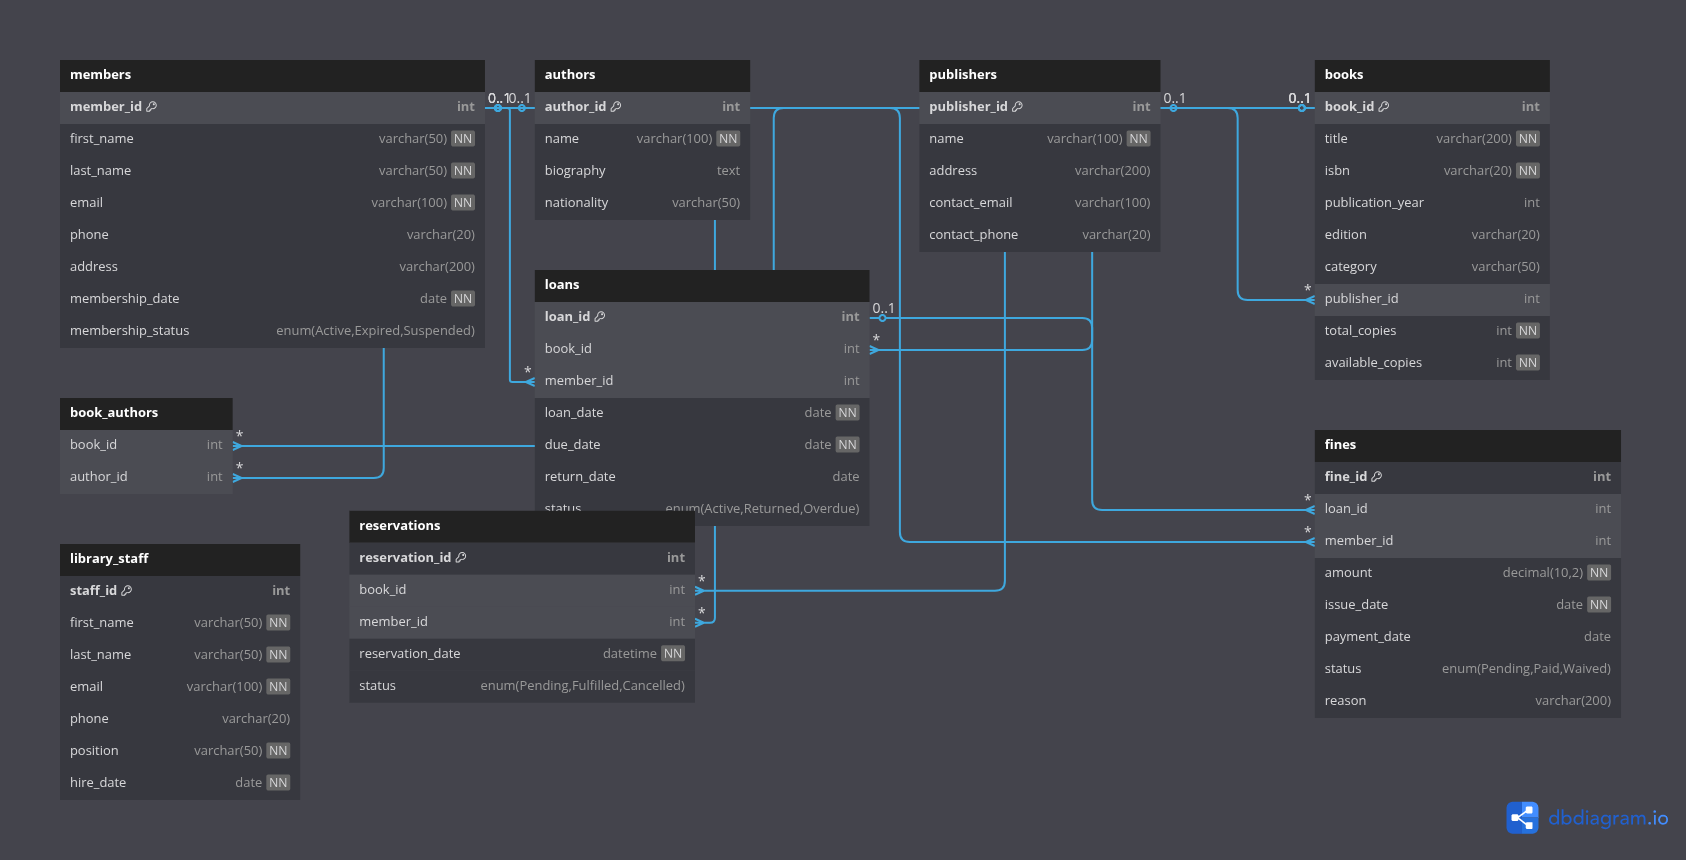 members
member_id int
first_name varchar(50) NN
last_name varchar(50) NN
email varchar(100) NN
phone varchar(20)
address varchar(200)
membership_date date NN
membership_status enum(Active,Expired,Suspended)
0..1
0..1
authors
author_id int
name varchar(100) NN
biography text
nationality varchar(50)
publishers
publisher_id int
name varchar(100) NN
address varchar(200)
contact_email varchar(100)
contact_phone varchar(20)
0..1
0..1
books
book_id int
title varchar(200) NN
isbn varchar(20) NN
publication_year int
edition varchar(20)
category varchar(50)
* publisher_id int
total_copies int NN
available_copies int NN
loans
loan_id int 0..1
book_id int *
* member_id int
loan_date date NN
due_date date NN
return_date date
status enum(Active,Returned,Overdue)
book_authors
book_id int *
author_id int *
fines
fine_id int
* loan_id int
* member_id int
amount decimal(10,2) NN
issue_date date NN
payment_date date
status enum(Pending,Paid,Waived)
reason varchar(200)
reservations
reservation_id int
book_id int *
member_id int *
reservation_date datetime NN
status enum(Pending,Fulfilled,Cancelled)
library_staff
staff_id int
first_name varchar(50) NN
last_name varchar(50) NN
email varchar(100) NN
phone varchar(20)
position varchar(50) NN
hire_date date NN
dbdiagram.io